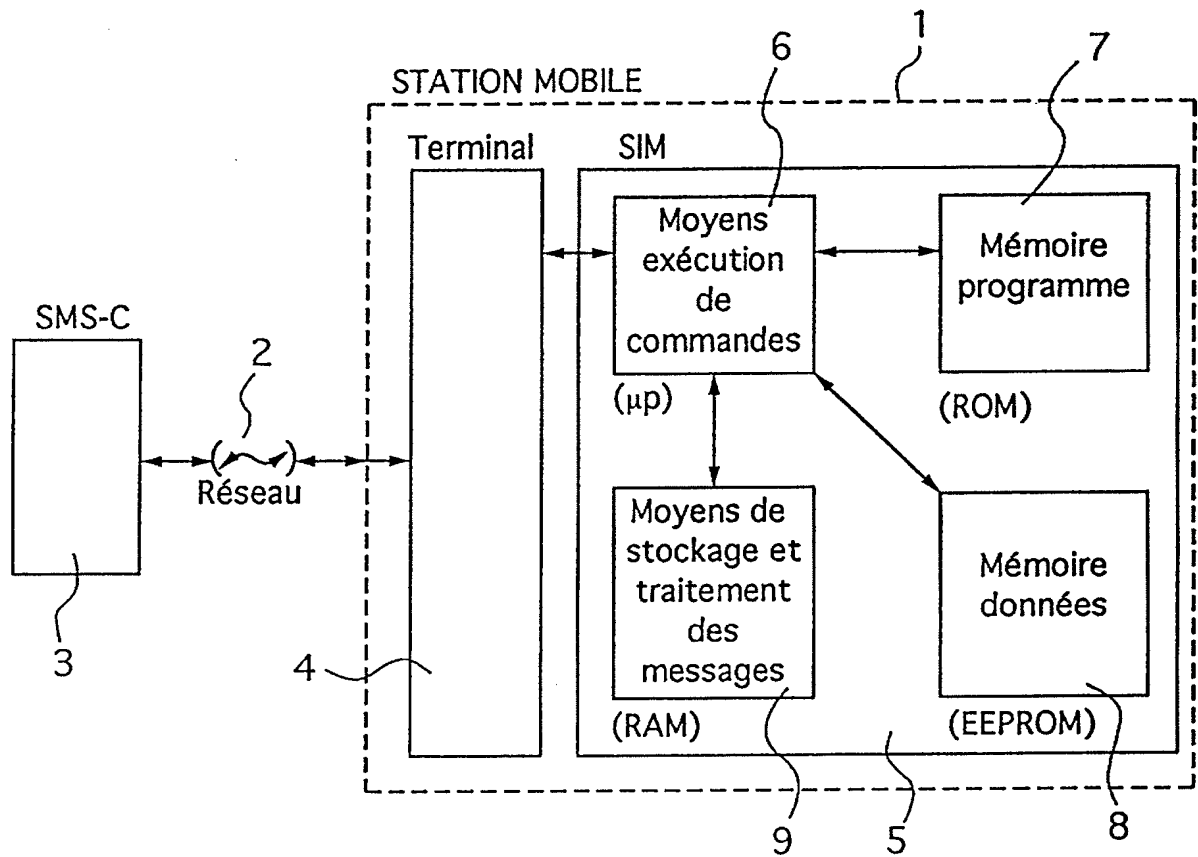 1
6
7
STATION MOBILE
Terminal
SIM
Moyens
exécution
de
commandes
Mémoire
programme
SMS-C
2
(µp)
(ROM)
Réseau
Moyens de
stockage et
traitement
des
messages
Mémoire
données
3
4
(RAM)
(EEPROM)
9
5
8